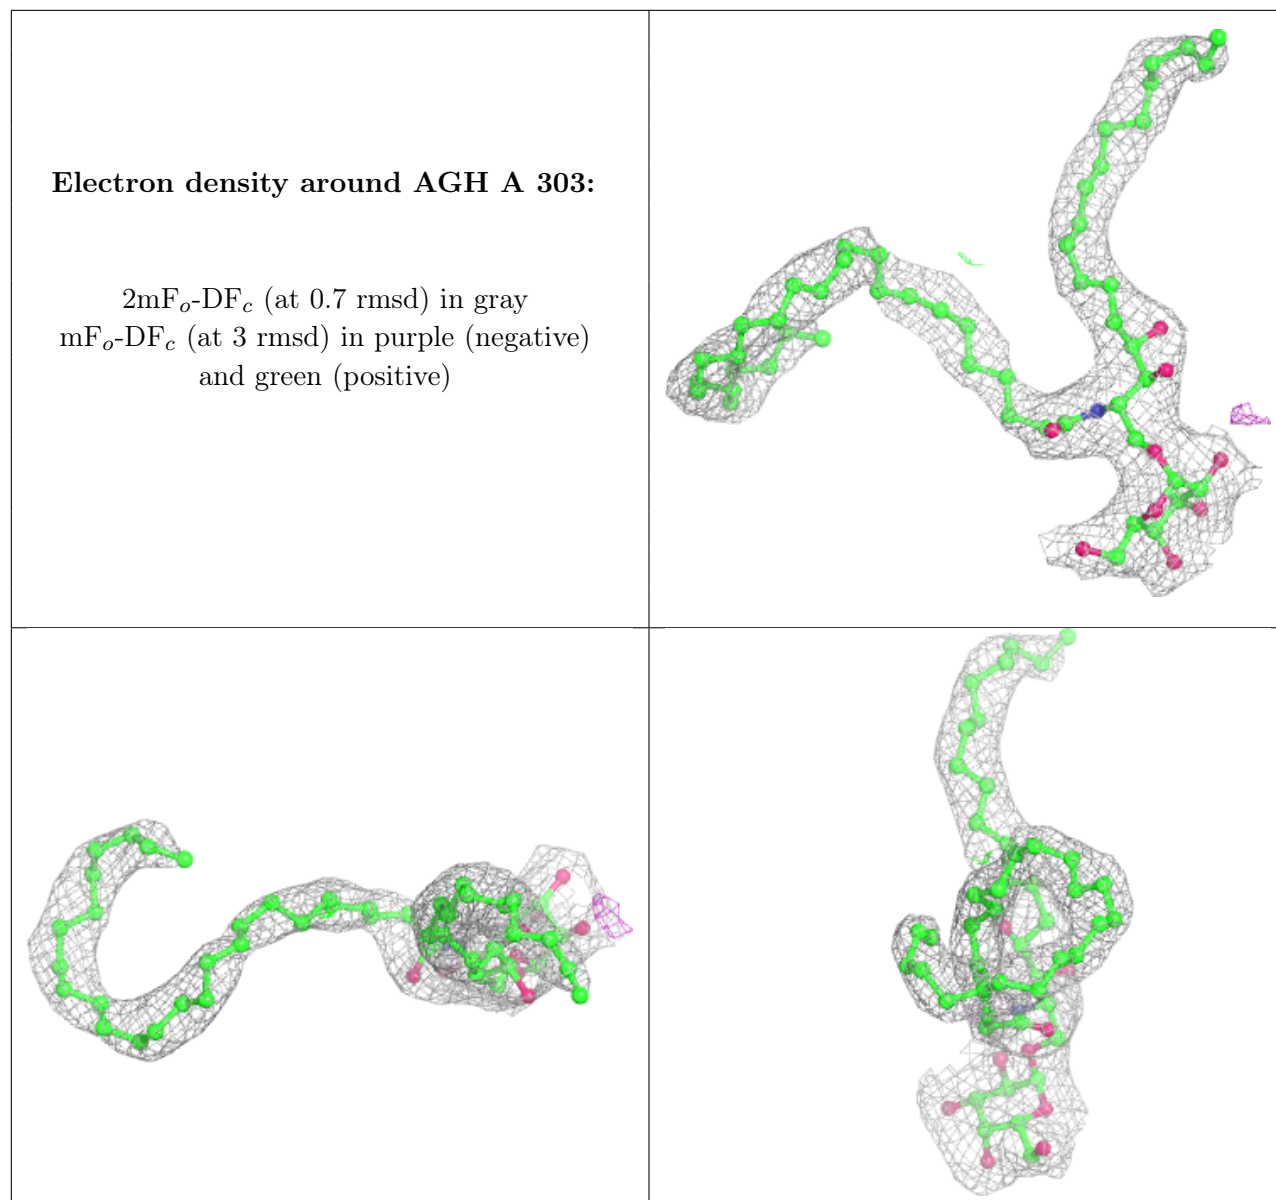 Electron density around AGH A 303:
2mFo-DFc (at 0.7 rmsd) in gray
mFo-DFc (at 3 rmsd) in purple (negative)
and green (positive)